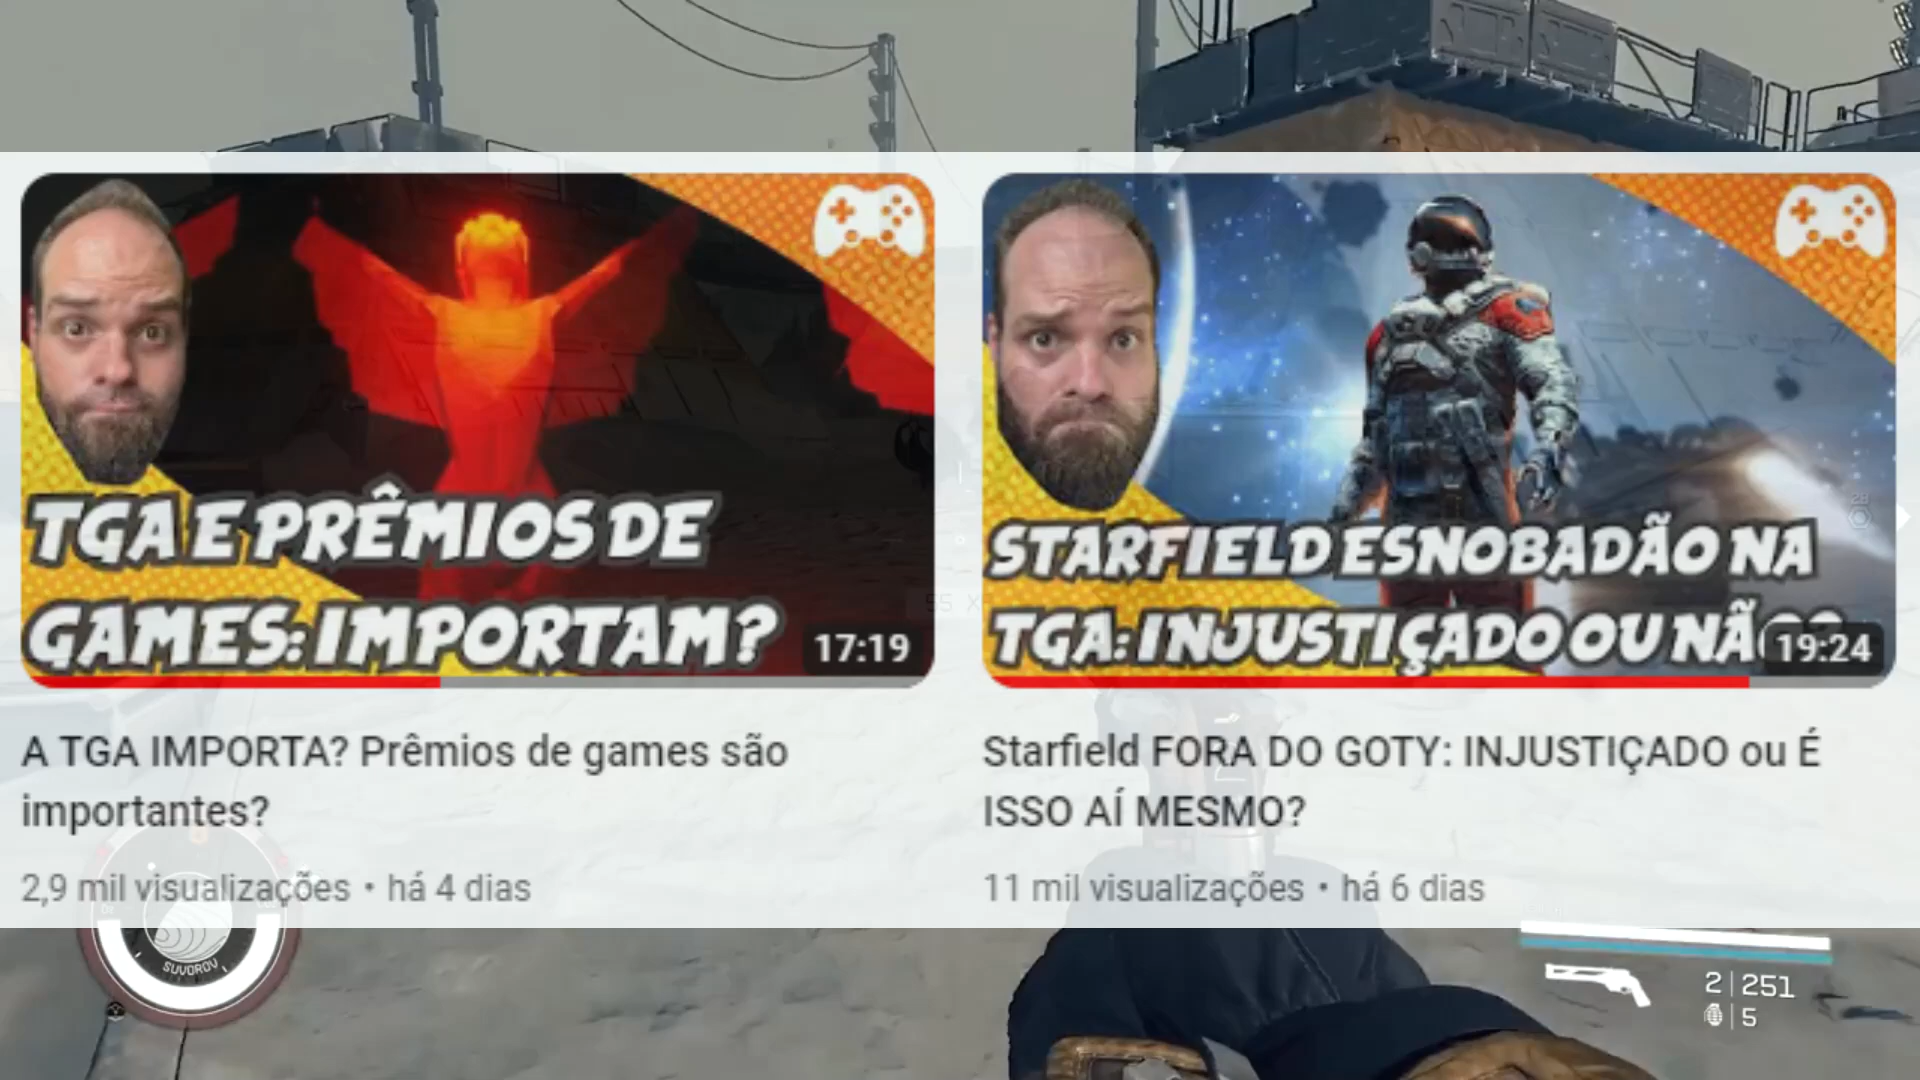 TGA E PRÊMIOS DE
GAMES: IMPORTAM?
17:19
A TGA IMPORTA? Prêmios de games são
importantes?
2,9 mil visualizações • há 4 dias
STARFIELD ESNOBADÃO NA
TGA: INJUSTIÇADO OU NÃ
19:24
Starfield FORA DO GOTY: INJUSTIÇADO ou É
ISSO AÍ MESMO?
11 mil visualizações • há 6 dias
SUVOROV
2 | 251
5